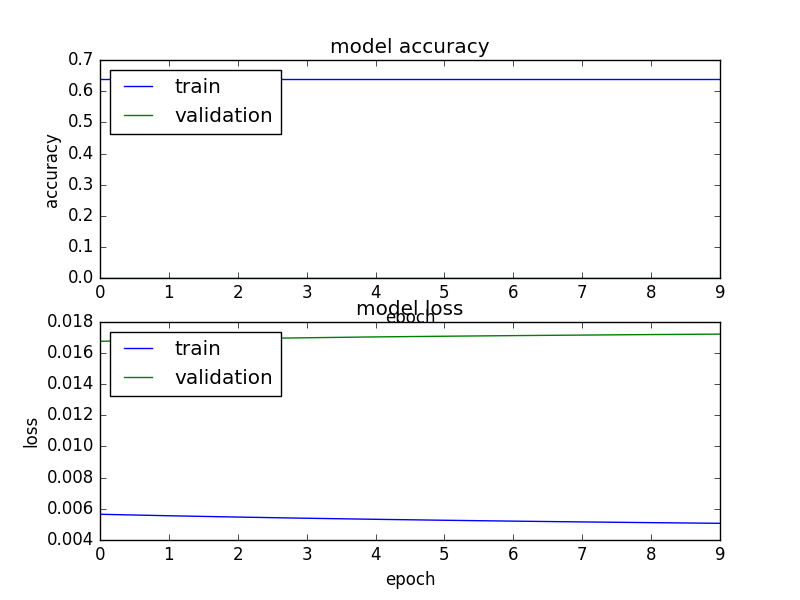 model accuracy
0.7
0.6
0.5
0.4
0.3
0.2
0.1
0.0
accuracy
train
validation
0 1 2 3 4 5 6 7 8 9
epoch
model loss
0.018
0.016
0.014
0.012
0.010
0.008
0.006
0.004
loss
train
validation
0 1 2 3 4 5 6 7 8 9
epoch